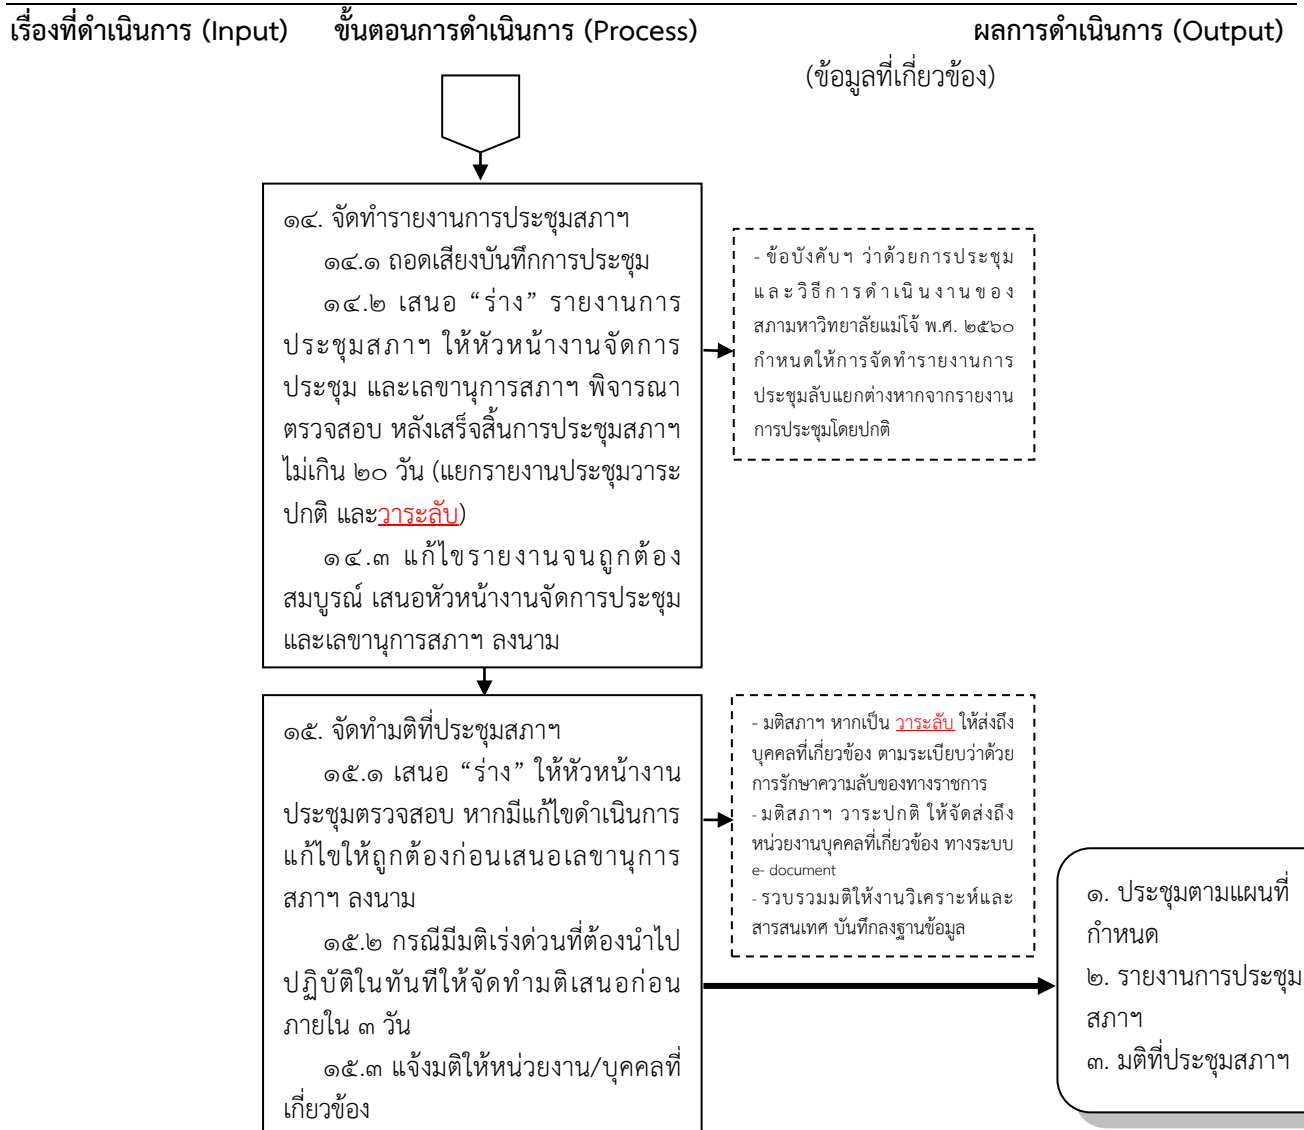 เรื่องที่ดำเนินการ (Input) ขั้นตอนการดำเนินการ (Process) ผลการดำเนินการ (Output)
(ข้อมูลที่เกี่ยวข้อง)
๑๔. จัดทำรายงานการประชุมสภาฯ
๑๔.๑ ถอดเสียงบันทึกการประชุม
๑๔.๒ เสนอ “ร่าง” รายงานการ
ประชุมสภาฯ ให้หัวหน้างานจัดการ
ประชุม และเลขานุการสภาฯ พิจารณา
ตรวจสอบ หลังเสร็จสิ้นการประชุมสภาฯ
ไม่เกิน ๒๐ วัน (แยกรายงานประชุมวาระ
ปกติ และวาระลับ)
๑๔.๓ แก้ไขรายงานจนถูกต้อง
สมบูรณ์ เสนอหัวหน้างานจัดการประชุม
และเลขานุการสภาฯ ลงนาม
- ข้อบังคับฯ ว่าด้วยการประชุม
และวิธีการดำเนินงานของ
สภามหาวิทยาลัยแม่โจ้ พ.ศ. ๒๕๖๐
กำหนดให้การจัดทำรายงานการ
ประชุมลับแยกต่างหากจากรายงาน
การประชุมโดยปกติ
๑๕. จัดทำมติที่ประชุมสภาฯ
๑๕.๑ เสนอ “ร่าง” ให้หัวหน้างาน
ประชุมตรวจสอบ หากมีแก้ไขดำเนินการ
แก้ไขให้ถูกต้องก่อนเสนอเลขานุการ
สภาฯ ลงนาม
๑๕.๒ กรณีมีมติเร่งด่วนที่ต้องนำไป
ปฏิบัติในทันทีให้จัดทำมติเสนอก่อน
ภายใน ๓ วัน
๑๕.๓ แจ้งมติให้หน่วยงาน/บุคคลที่
เกี่ยวข้อง
- มติสภาฯ หากเป็น วาระลับ ให้ส่งถึง
บุคคลที่เกี่ยวข้อง ตามระเบียบว่าด้วย
การรักษาความลับของทางราชการ
- มติสภาฯ วาระปกติ ให้จัดส่งถึง
หน่วยงานบุคคลที่เกี่ยวข้อง ทางระบบ
e- document
- รวบรวมมติให้งานวิเคราะห์และ
สารสนเทศ บันทึกลงฐานข้อมูล
๑. ประชุมตามแผนที่
กำหนด
๒. รายงานการประชุม
สภาฯ
๓. มติที่ประชุมสภาฯ